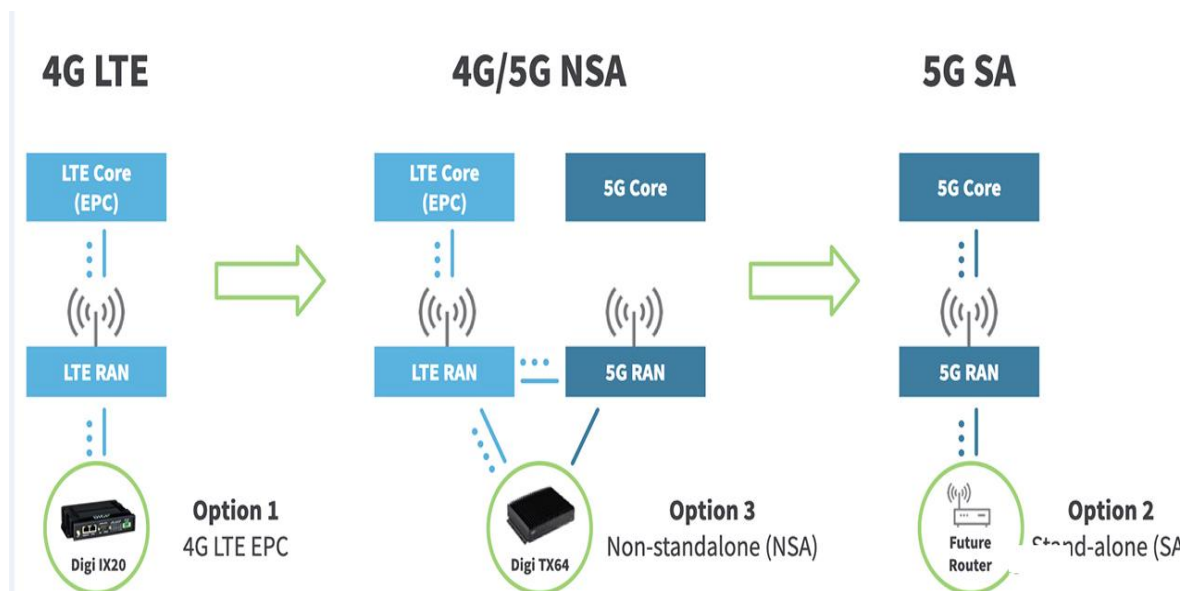 4G LTE
4G/5G NSA
5G SA
LTE Core
(EPC)
LTE Core
(EPC)
5G Core
5G Core
LTE RAN
LTE RAN
5G RAN
5G RAN
Digi IX20
Option 1
4G LTE EPC
Digi TX64
Option 3
Non-standalone (NSA)
Future
Router
Option 2
(SA